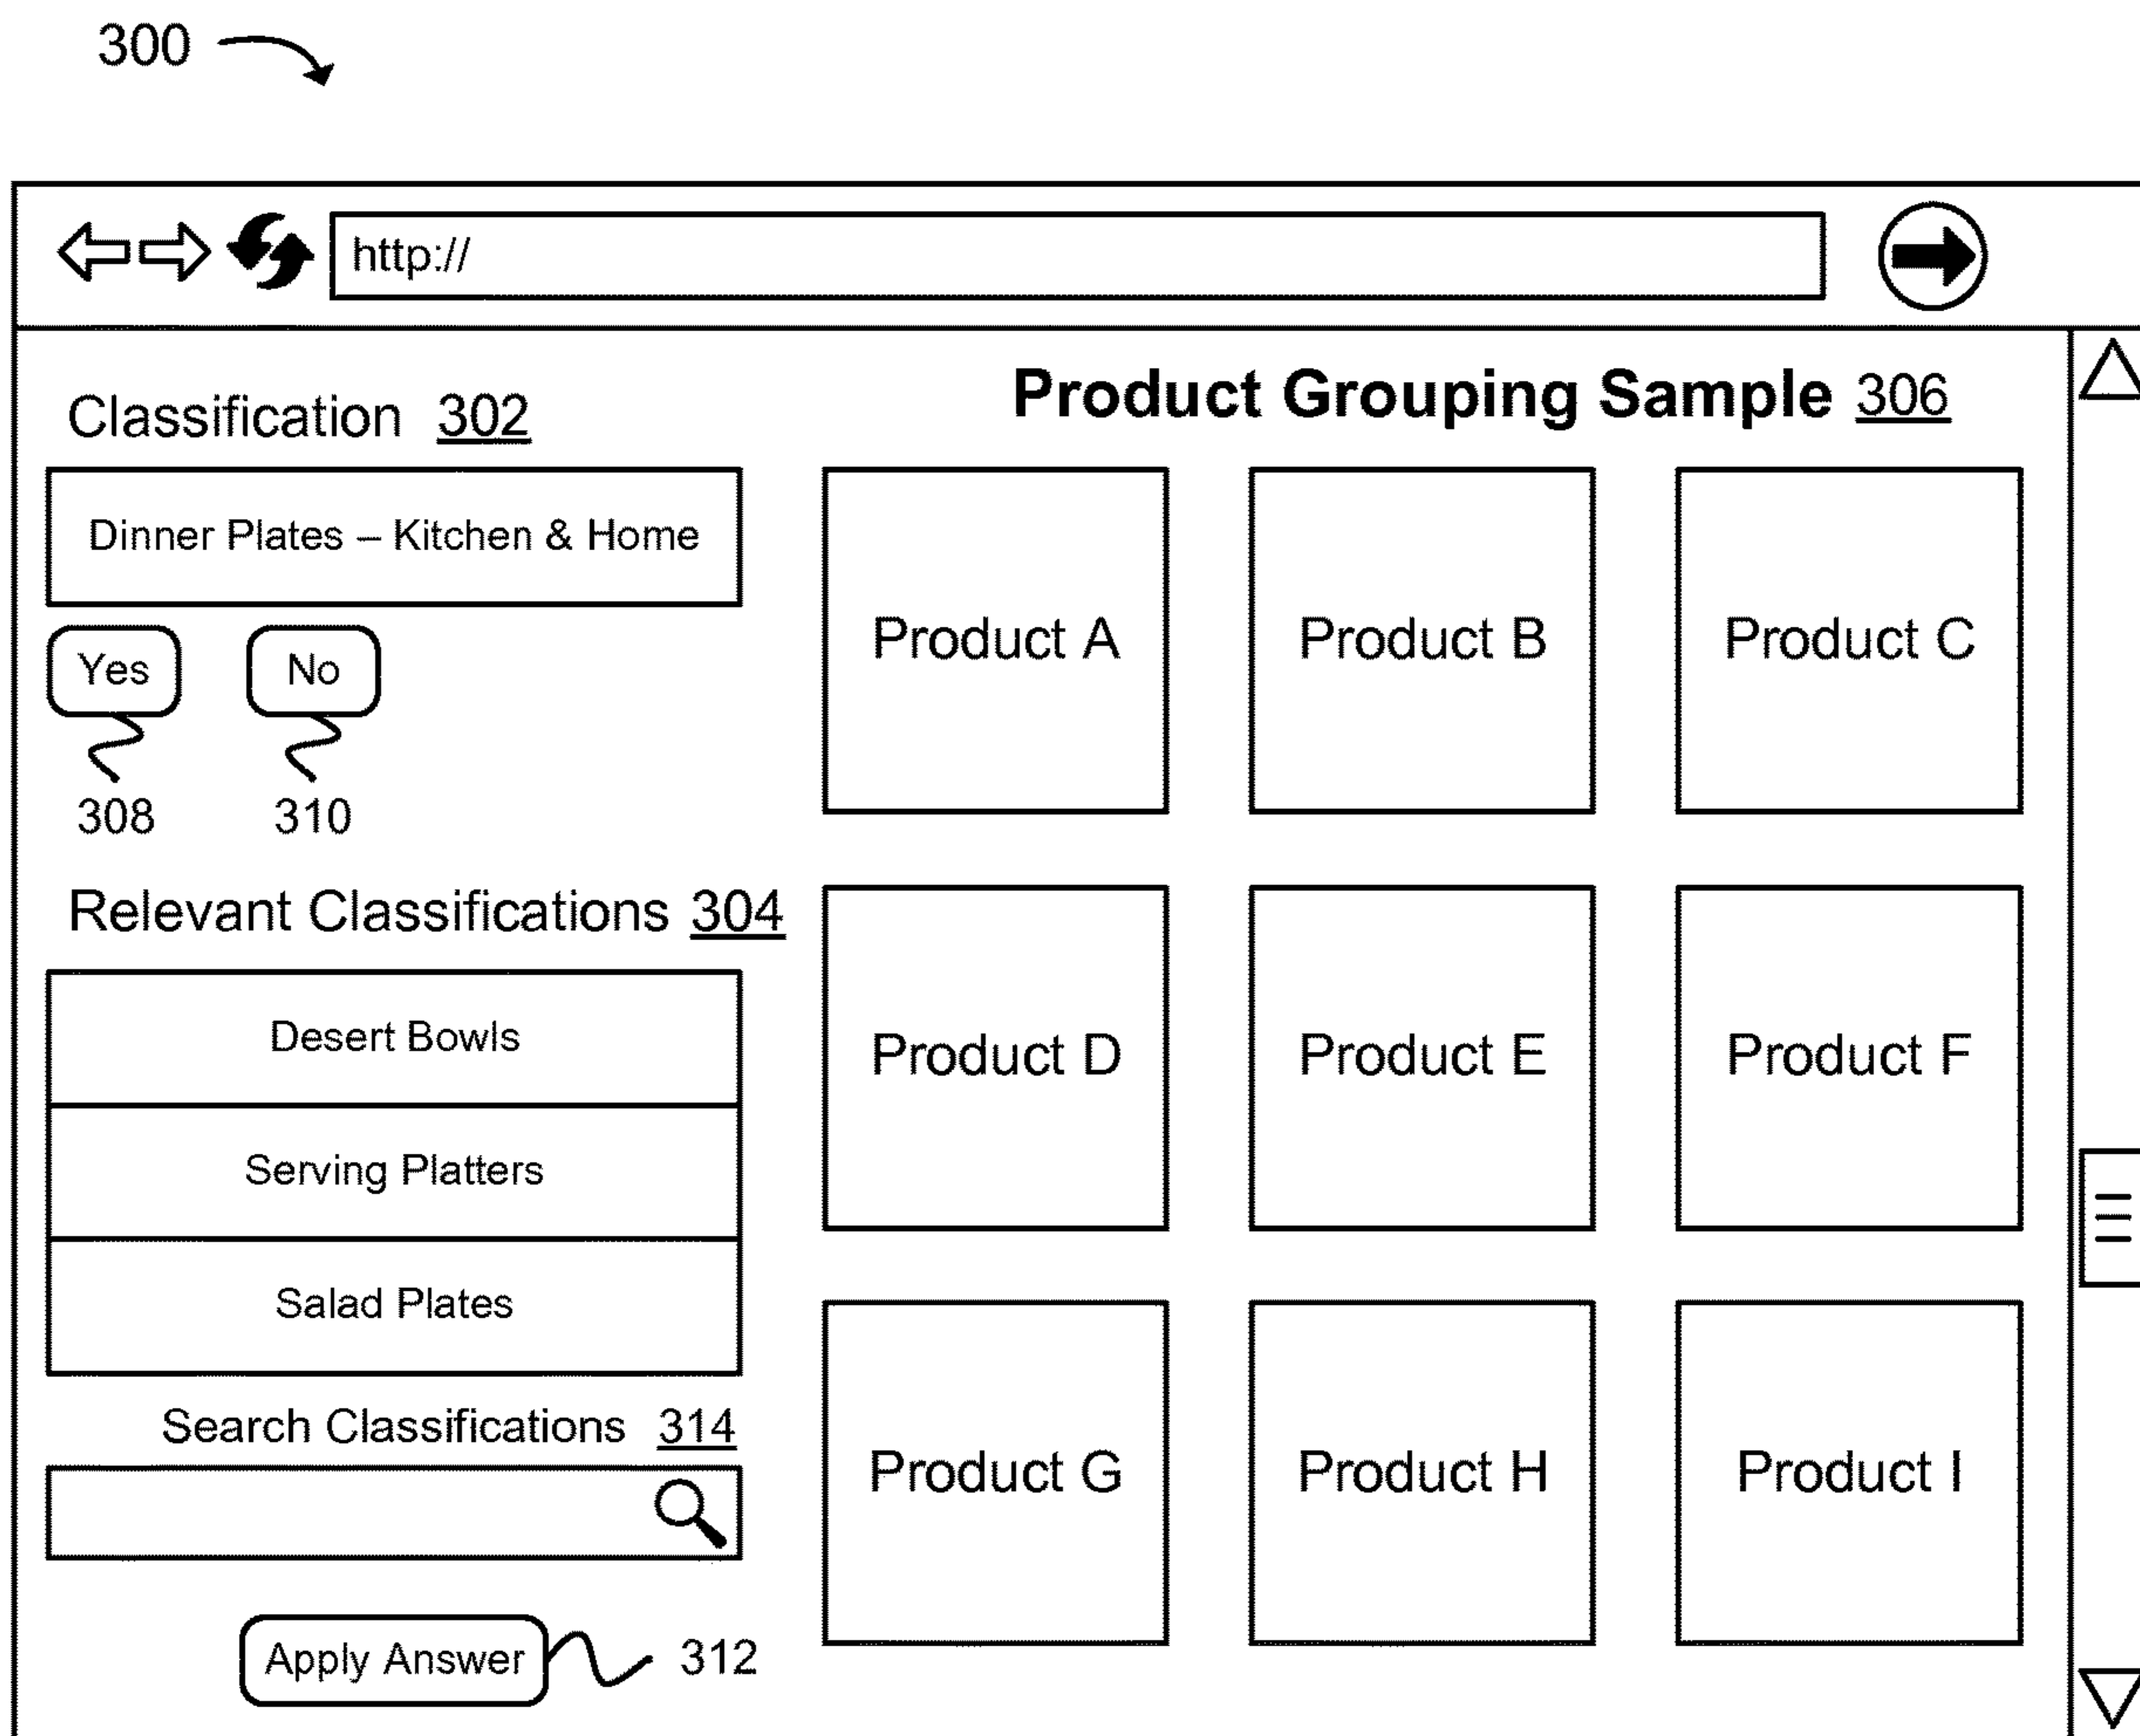 300
http://
Classification 302
Dinner Plates – Kitchen & Home
Yes
No
308
310
Relevant Classifications 304
Desert Bowls
Serving Platters
Salad Plates
Search Classifications 314
Apply Answer
312
Product Grouping Sample 306
Product A
Product B
Product C
Product D
Product E
Product F
Product G
Product H
Product I